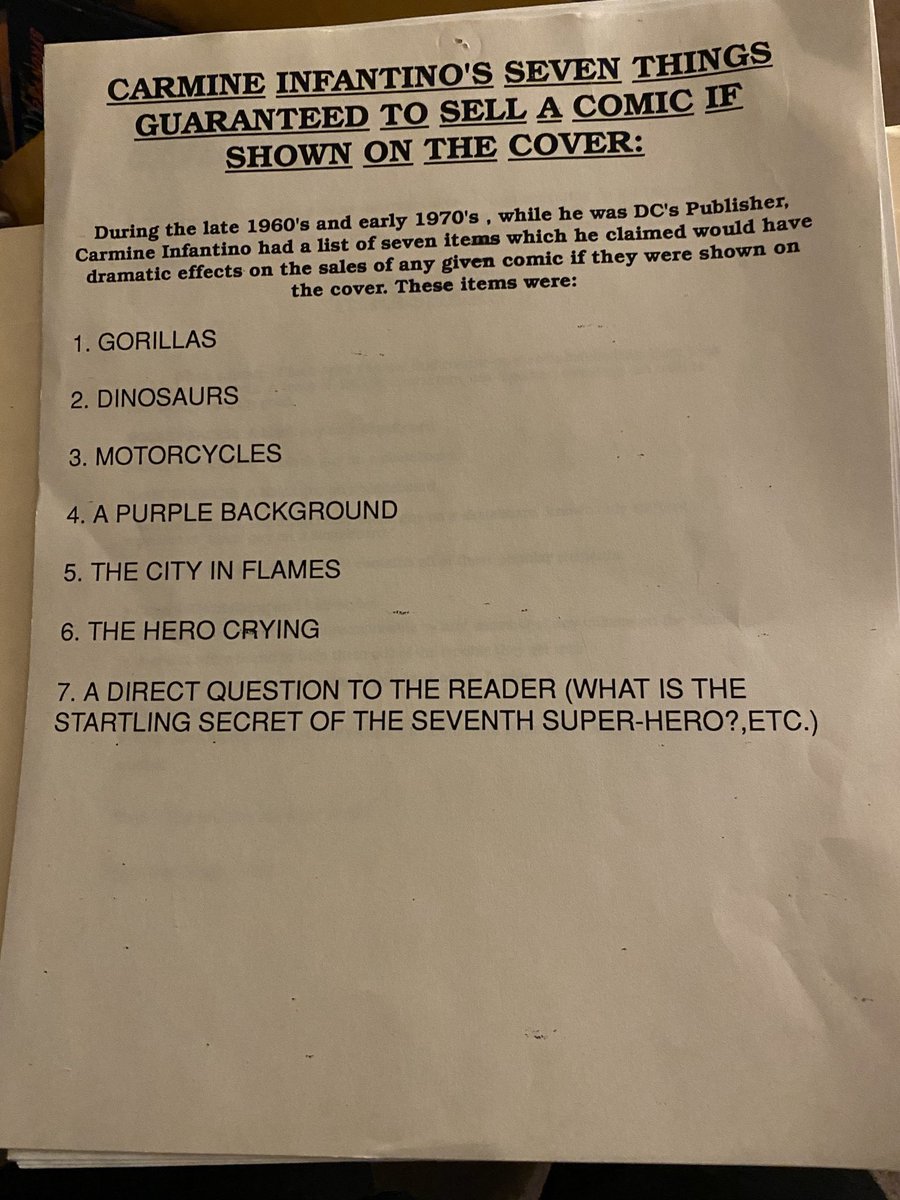 CARMINE INFANTINO'S SEVEN THINGS
GUARANTEED TO SELL A COMIC IF
SHOWN ON THE COVER:
During the late 1960's and early 1970's , while he was DC's Publisher,
Carmine Infantino had a list of seven items which he claimed would have
dramatic effects on the sales of any given comic if they were shown on
the cover. These items were:
1. GORILLAS
2. DINOSAURS
3. MOTORCYCLES
4. A PURPLE BACKGROUND
5. THE CITY IN FLAMES
6. THE HERO CRYING
7. A DIRECT QUESTION TO THE READER (WHAT IS THE
STARTLING SECRET OF THE SEVENTH SUPER-HERO?,ETC.)